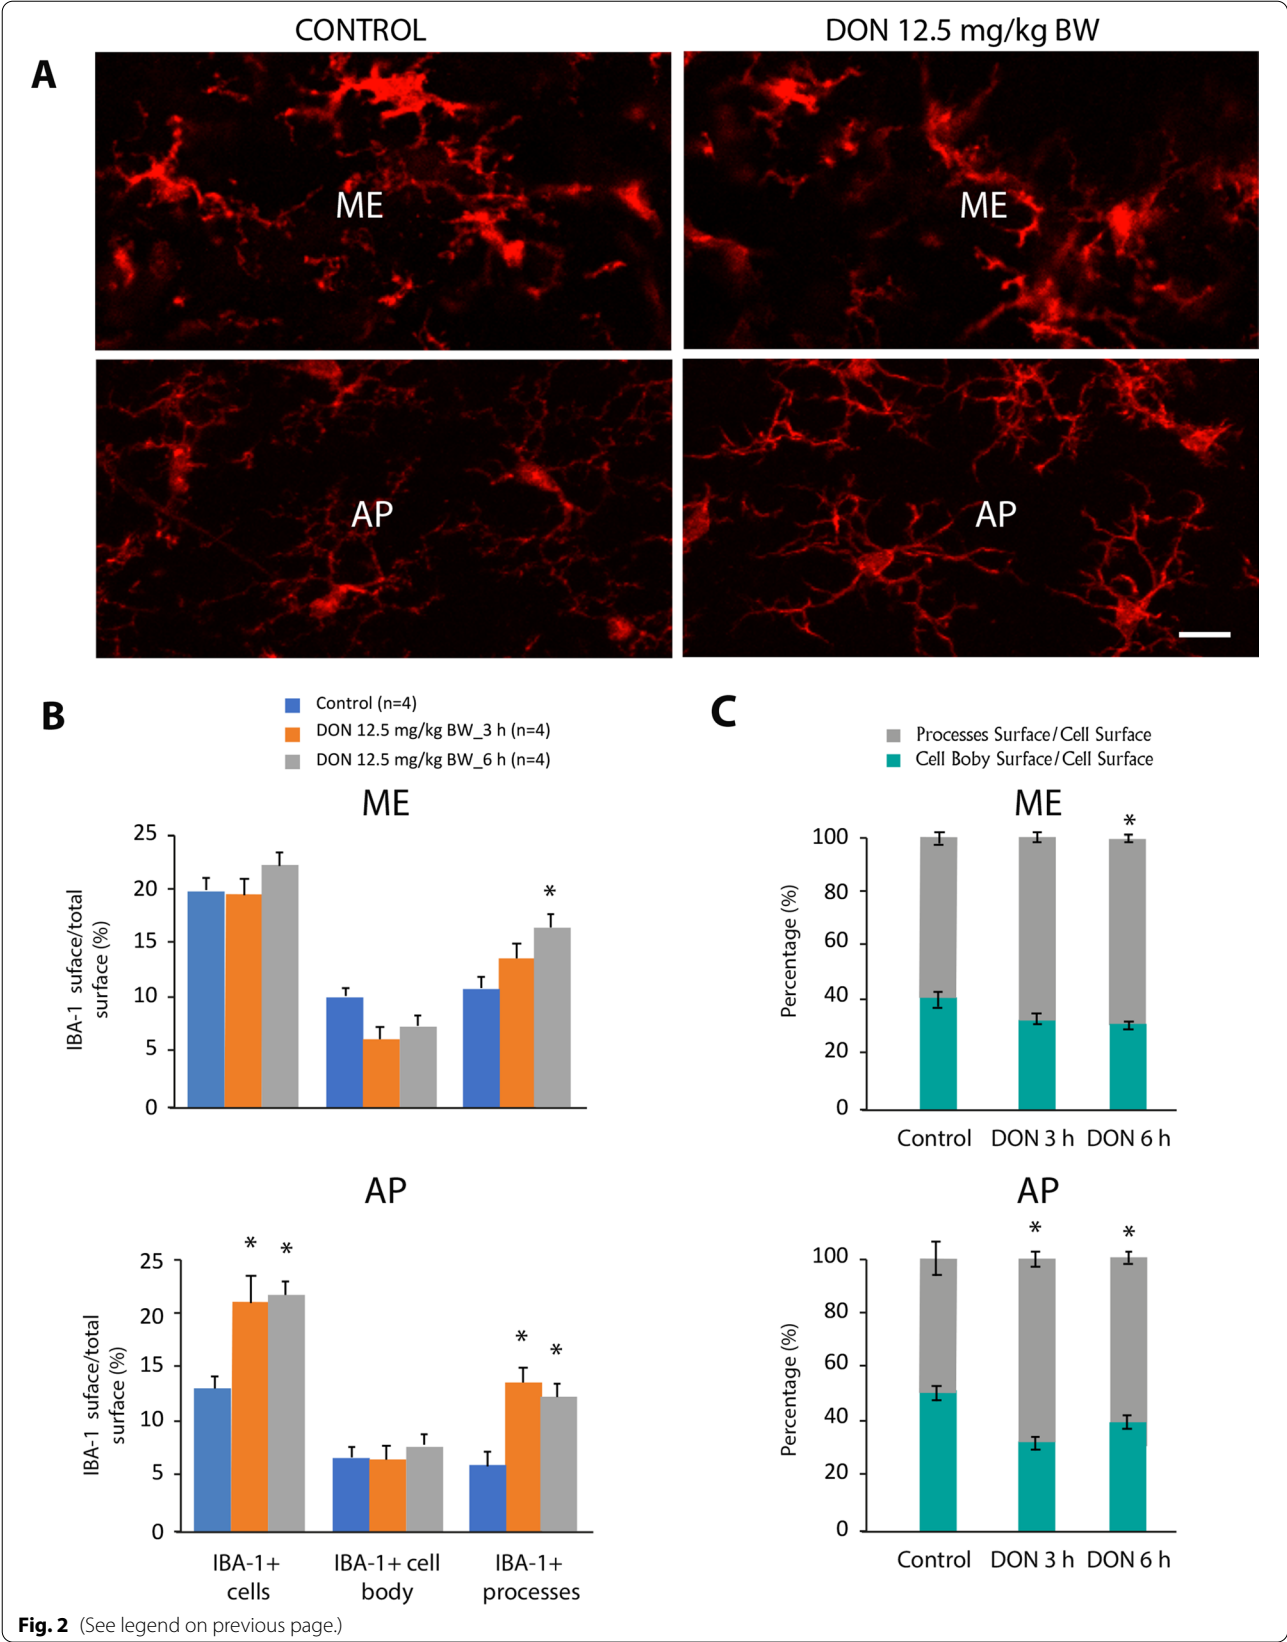 CONTROL
DON 12.5 mg/kg BW
A
ME
ME
AP
AP
B
Control (n=4)
DON 12.5 mg/kg BW_3 h (n=4)
DON 12.5 mg/kg BW_6 h (n=4)
ME
IBA-1 suface/total
surface (%)
25
20
15
10
5
0
*
AP
IBA-1 suface/total
surface (%)
25
20
15
10
5
0
* *
* *
IBA-1+
cells
IBA-1+ cell
body
IBA-1+
processes
C
Processes Surface/Cell Surface
Cell Boby Surface/Cell Surface
ME
Percentage (%)
100
80
60
40
20
0
*
Control DON 3 h DON 6 h
AP
Percentage (%)
100
80
60
40
20
0
* *
Control DON 3 h DON 6 h
Fig. 2 (See legend on previous page.)